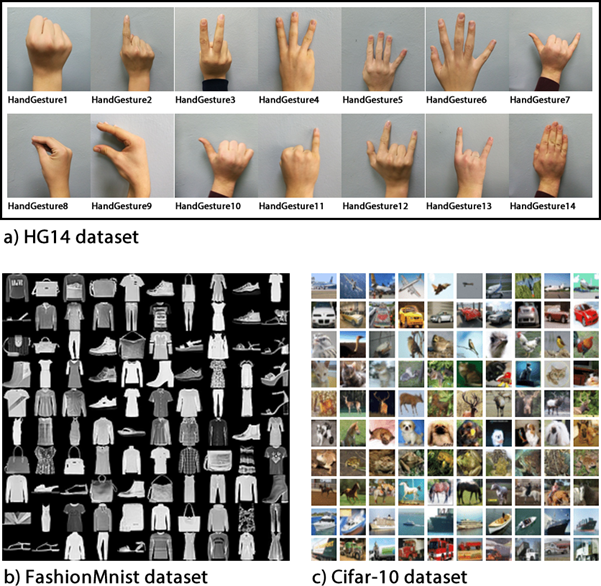 HandGesture1 HandGesture2 HandGesture3 HandGesture4 HandGesture5 HandGesture6 HandGesture7
HandGesture8 HandGesture9 HandGesture10 HandGesture11 HandGesture12 HandGesture13 HandGesture14
a) HG14 dataset
b) FashionMnist dataset
c) Cifar-10 dataset